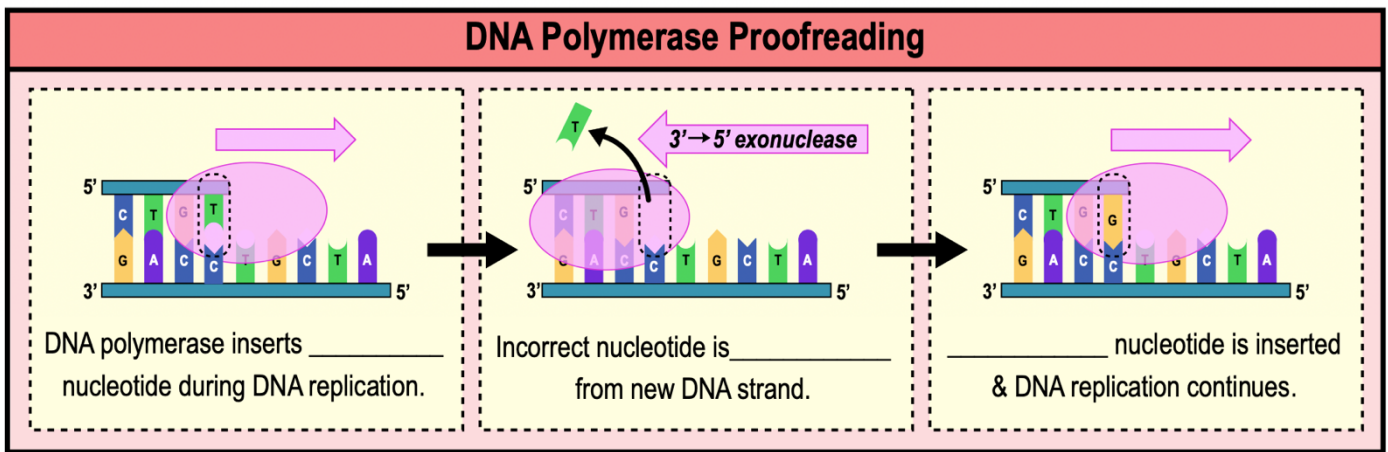 DNA Polymerase Proofreading
5’
C T G T
G A C C T G C T A
3’ 5’
DNA polymerase inserts __________
nucleotide during DNA replication.
T
3’→ 5’ exonuclease
5’
C T G
G A C C T G C T A
3’ 5’
Incorrect nucleotide is____________
from new DNA strand.
5’
C T G G
G A C C T G C T A
3’ 5’
____________ nucleotide is inserted
& DNA replication continues.